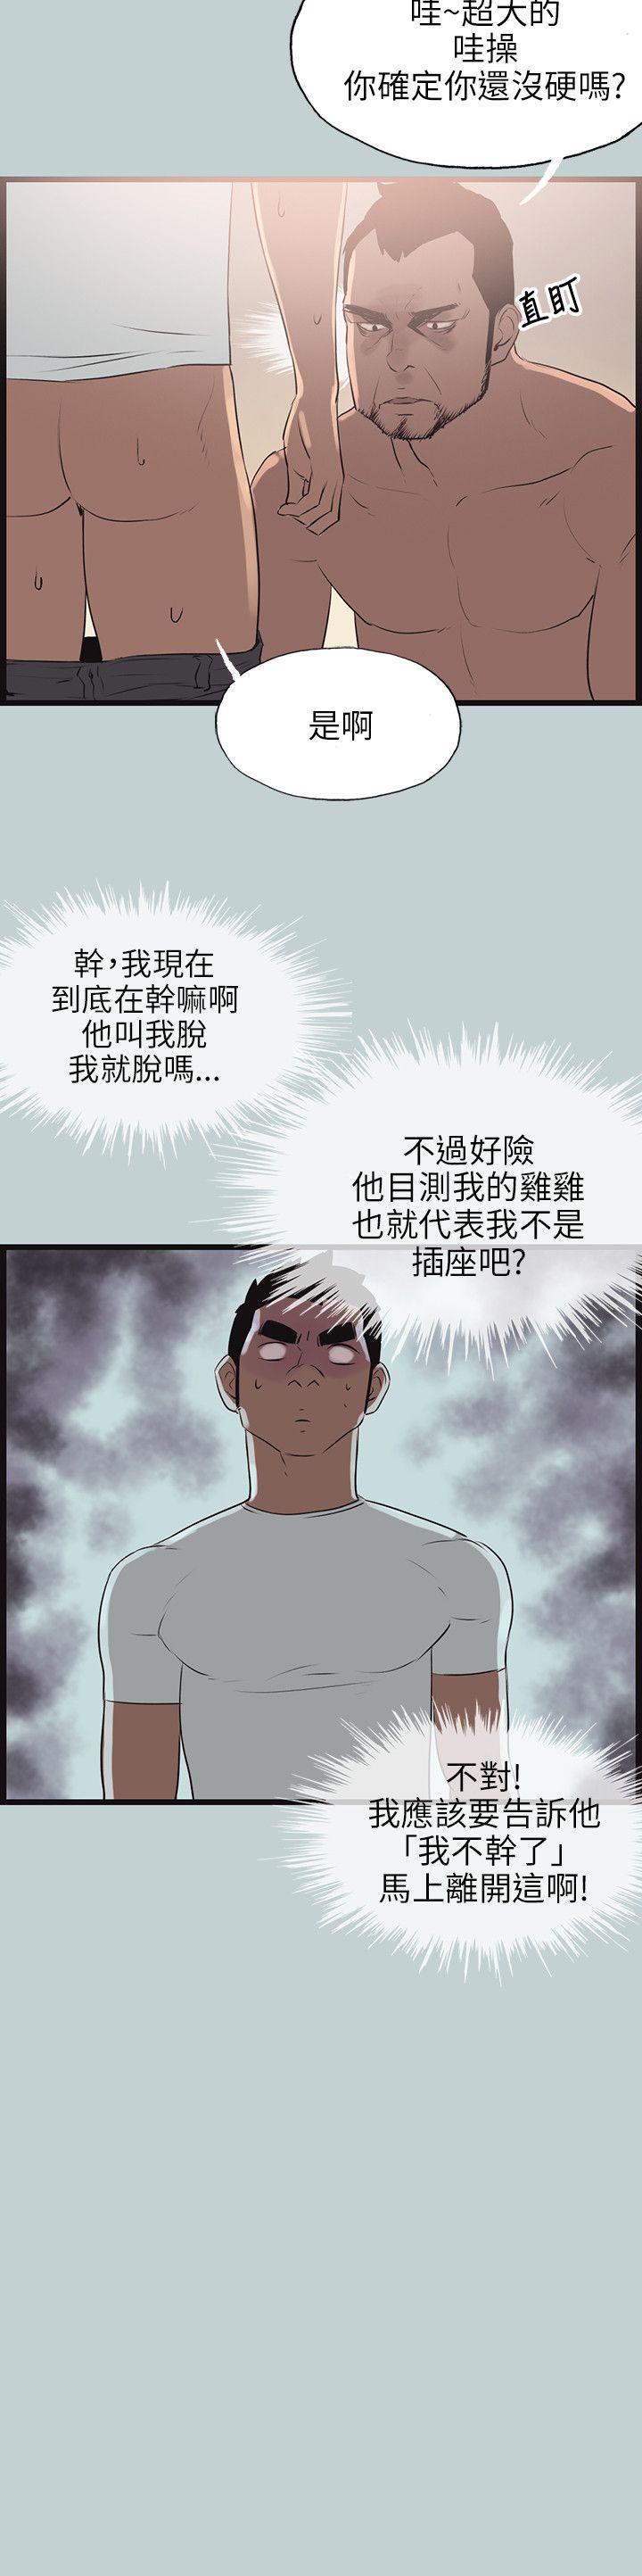 哇~超大的
哇操
你確定你還沒硬嗎?
直盯
是啊
幹,我現在
到底在幹嘛啊
他叫我脫
我就脫嗎...
不過好險
他目測我的雞雞
也就代表我不是
插座吧?
不對!
我應該要告訴他
「我不幹了」
馬上離開這啊!